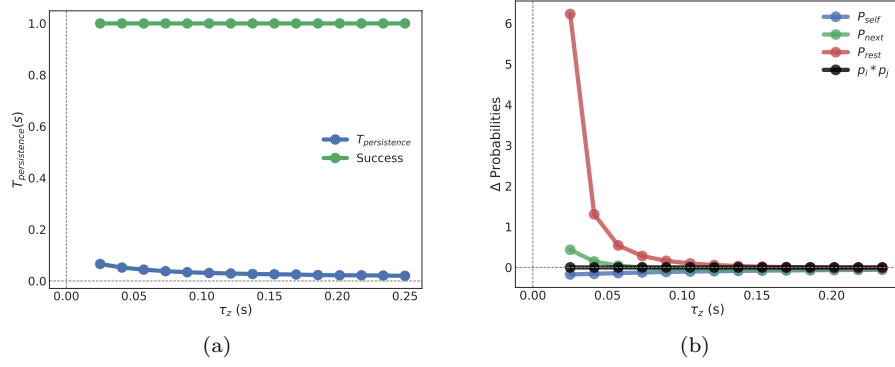 1.0
0.8
0.6
0.4
0.2
0.0
T_persistence(s)
T_persistence
Success
0.00 0.05 0.10 0.15 0.20 0.25
τ_z (s)
(a)
6
5
4
3
2
1
0
Δ Probabilities
P_self
P_next
P_rest
p_i * p_j
0.00 0.05 0.10 0.15 0.20
τ_z (s)
(b)